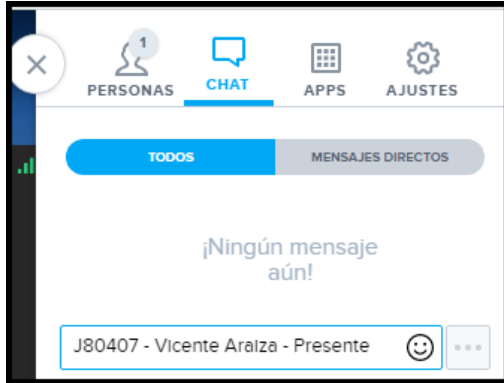 1
PERSONAS CHAT APPS AJUSTES
TODOS MENSAJES DIRECTOS
¡Ningún mensaje
aún!
J80407 - Vicente Araiza - Presente